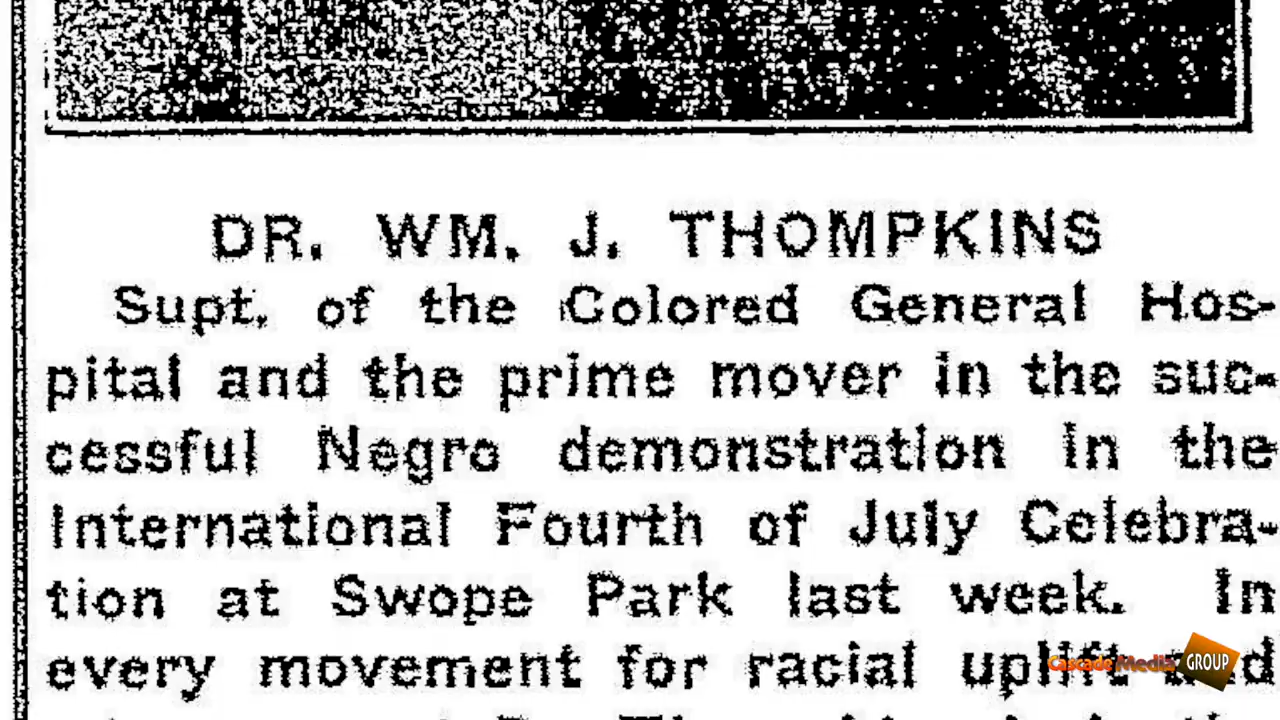 DR. WM. J. THOMPKINS
Supt. of the Colored General Hos-
pital and the prime mover in the suc-
cessful Negro demonstration in the
International Fourth of July Celebra-
tion at Swope Park last week. In
every movement for racial uplift and
Cascade Media GROUP